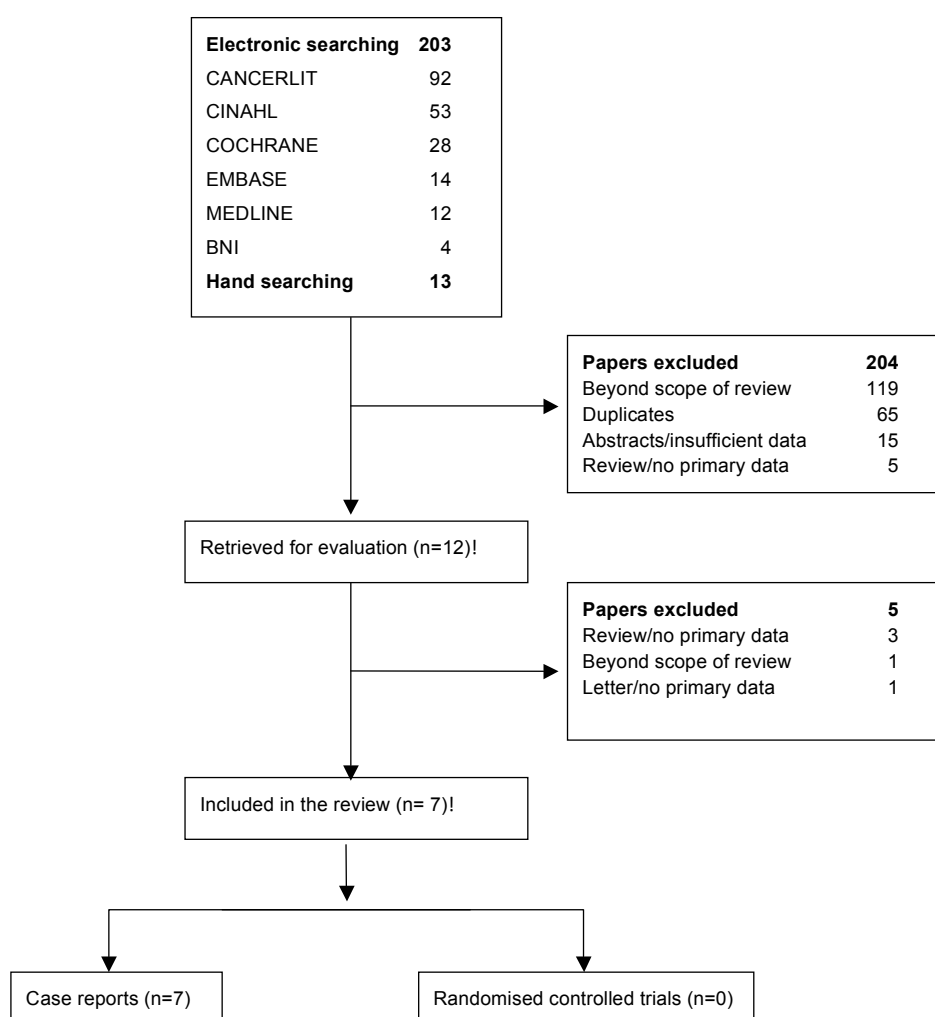 Electronic searching 203
CANCERLIT 92
CINAHL 53
COCHRANE 28
EMBASE 14
MEDLINE 12
BNI 4
Hand searching 13
Papers excluded 204
Beyond scope of review 119
Duplicates 65
Abstracts/insufficient data 15
Review/no primary data 5
Retrieved for evaluation (n=12)!
Papers excluded 5
Review/no primary data 3
Beyond scope of review 1
Letter/no primary data 1
Included in the review (n= 7)!
Case reports (n=7)
Randomised controlled trials (n=0)